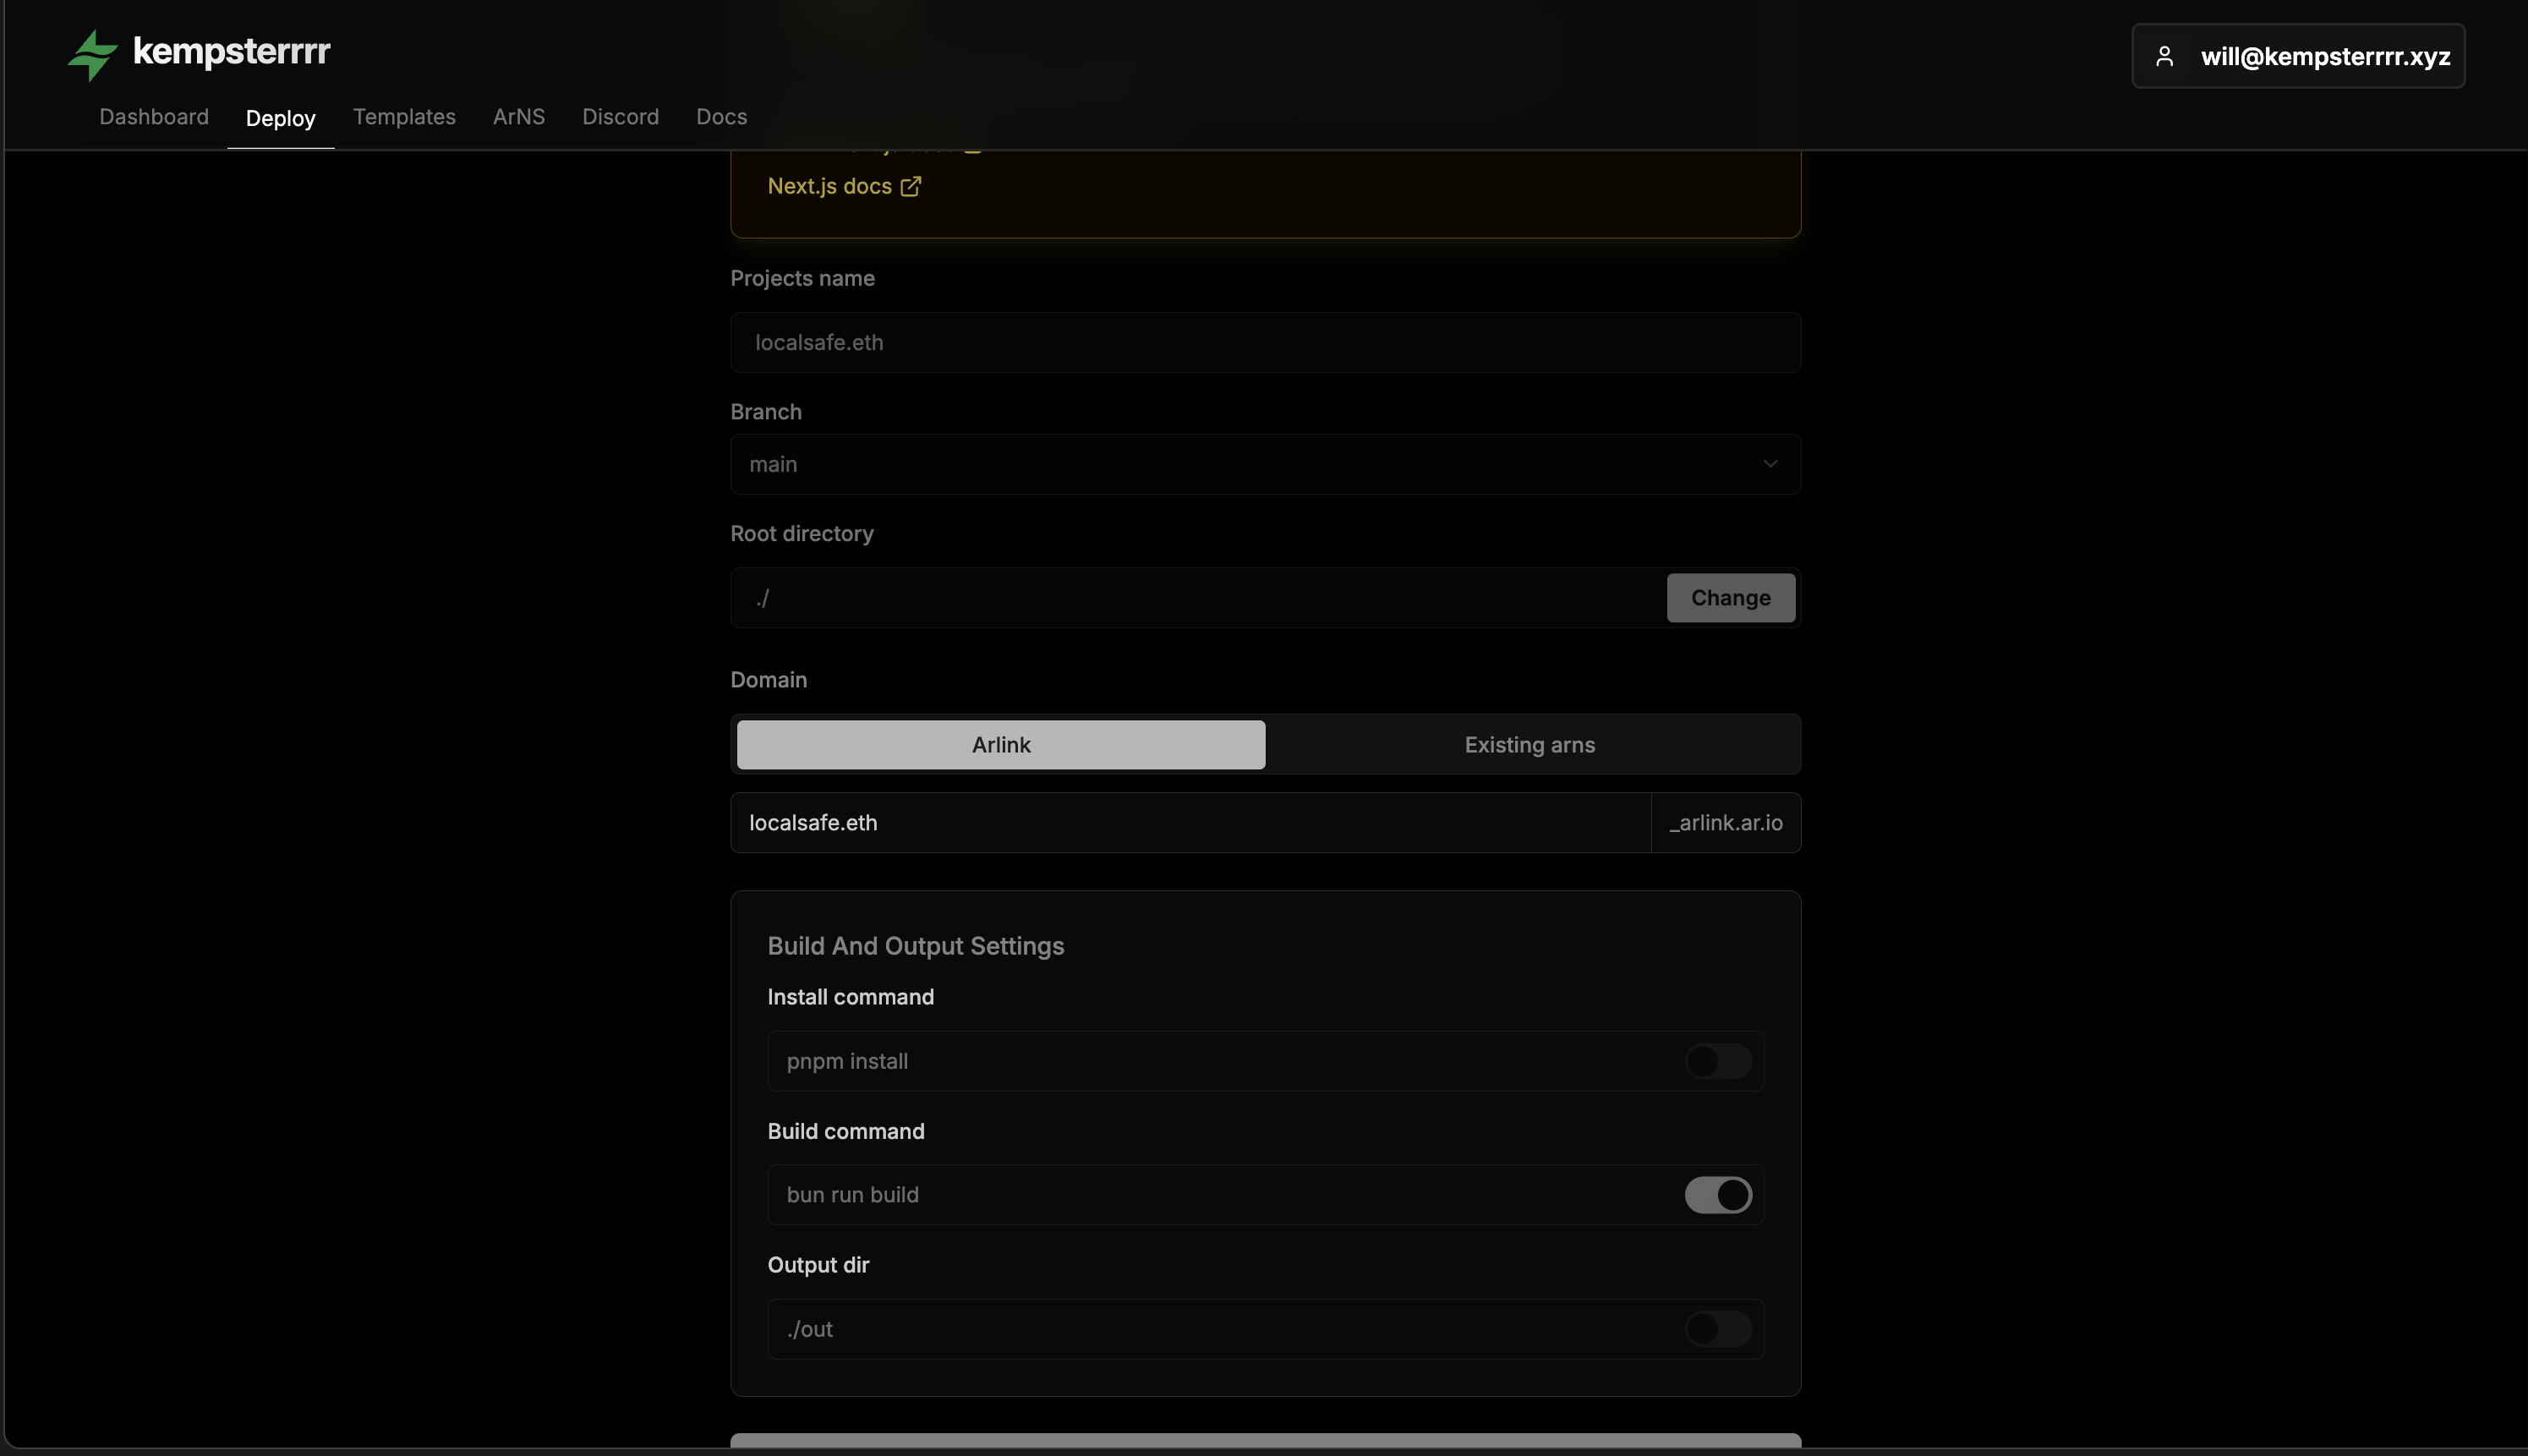 kempsterrrr
will@kempsterrrr.xyz
Dashboard Deploy Templates ArNS Discord Docs
Next.js docs
Projects name
localsafe.eth
Branch
main
Root directory
./
Change
Domain
Arlink
Existing arns
localsafe.eth
_arlink.ar.io
Build And Output Settings
Install command
pnpm install
Build command
bun run build
Output dir
./out